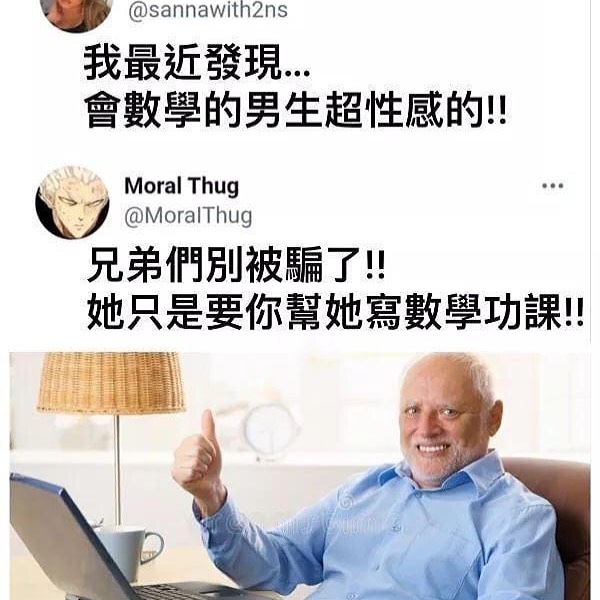 @sannawith2ns
我最近發現...
會數學的男生超性感的!!
Moral Thug
@MoralThug
兄弟們別被騙了!!
她只是要你幫她寫數學功課!!